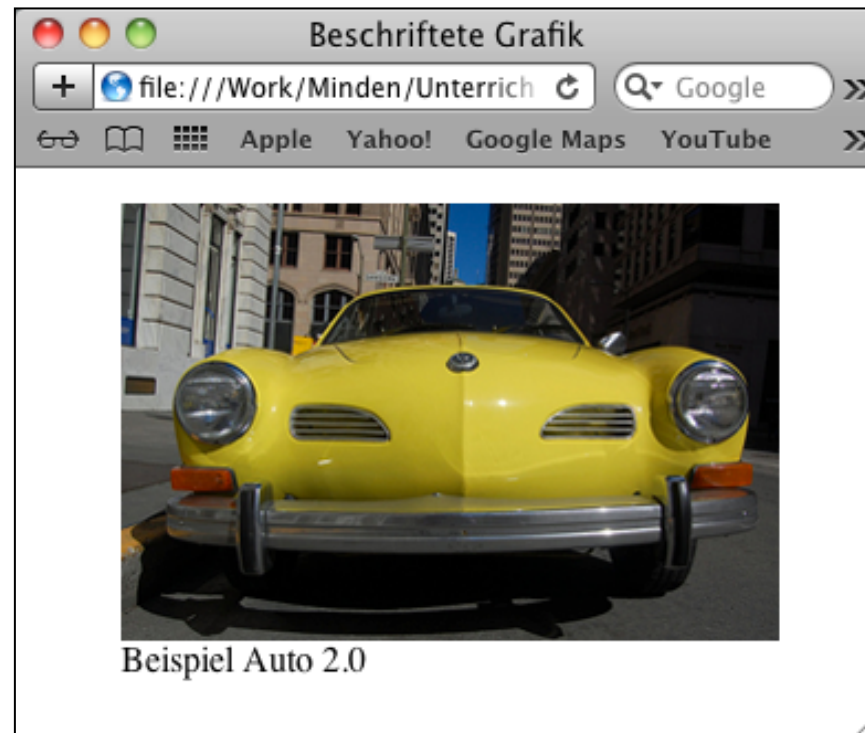 Beschriftete Grafik
file:///Work/Minden/Unterrich Google
Apple Yahoo! Google Maps YouTube
Beispiel Auto 2.0